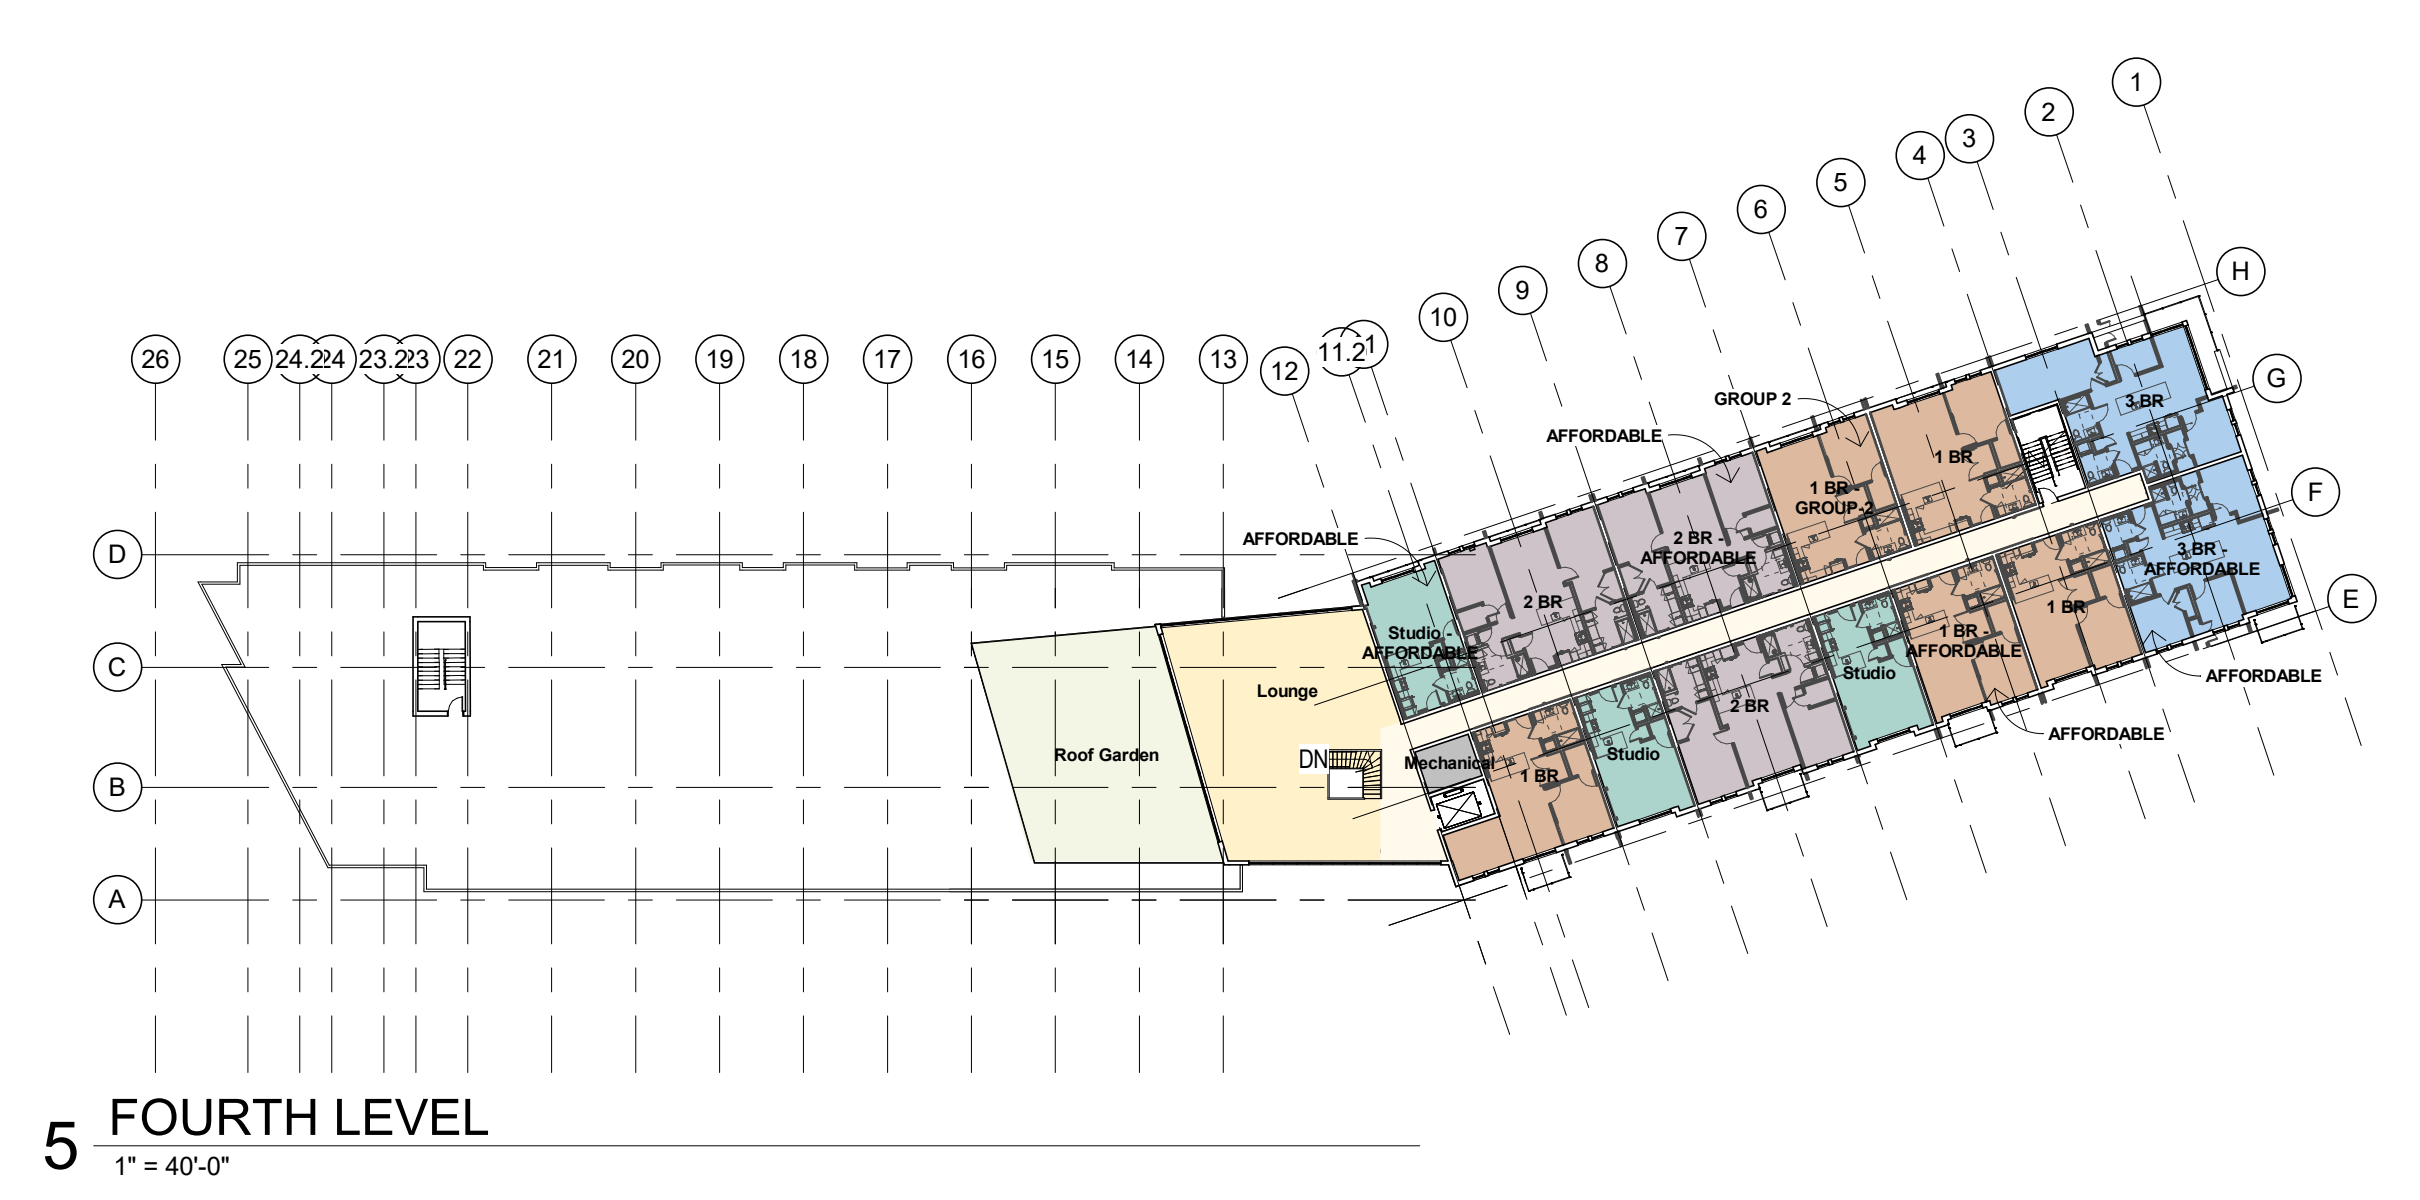 1
2
3
4
5
6
7
8
9
10
11.2
12
13
14
15
16
17
18
19
20
21
22
23.2
24.2
25
26
H
G
F
E
D
C
B
A
GROUP 2
AFFORDABLE
AFFORDABLE
3 BR
1 BR
1 BR -
GROUP-2
2 BR -
AFFORDABLE
2 BR
Studio -
AFFORDABLE
3 BR -
AFFORDABLE
1 BR
1 BR -
AFFORDABLE
Studio
2 BR
Studio
1 BR
Mechanical
AFFORDABLE
AFFORDABLE
Lounge
DN
Roof Garden
5
FOURTH LEVEL
1" = 40'-0"